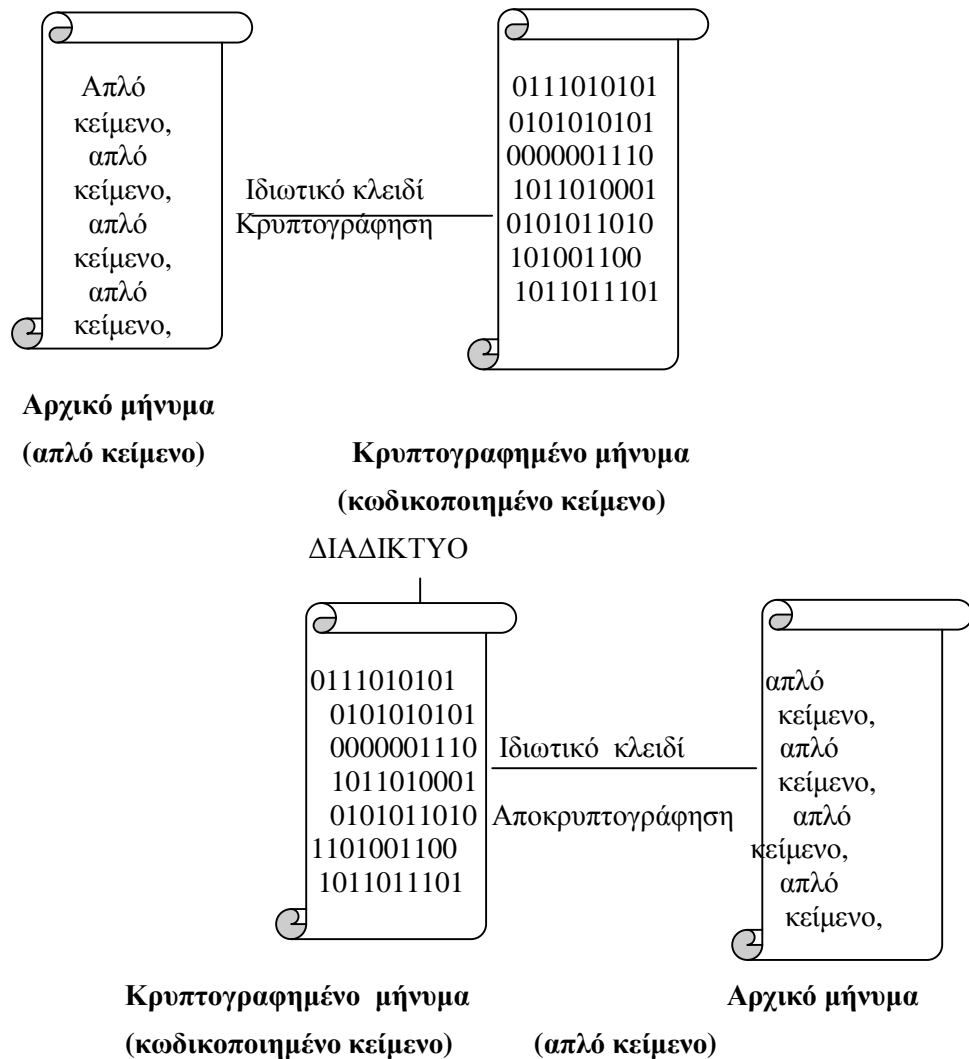 Απλό
κείμενο,
απλό
κείμενο,
απλό
κείμενο,
απλό
κείμενο,
Ιδιωτικό κλειδί
Κρυπτογράφηση
0111010101
0101010101
0000001110
1011010001
0101011010
101001100
1011011101
Αρχικό μήνυμα
(απλό κείμενο)
Κρυπτογραφημένο μήνυμα
(κωδικοποιημένο κείμενο)
ΔΙΑΔΙΚΤΥΟ
0111010101
0101010101
0000001110
1011010001
0101011010
1101001100
1011011101
Ιδιωτικό κλειδί
Αποκρυπτογράφηση
απλό
κείμενο,
απλό
κείμενο,
απλό
κείμενο,
απλό
κείμενο,
Κρυπτογραφημένο μήνυμα
(κωδικοποιημένο κείμενο)
Αρχικό μήνυμα
(απλό κείμενο)